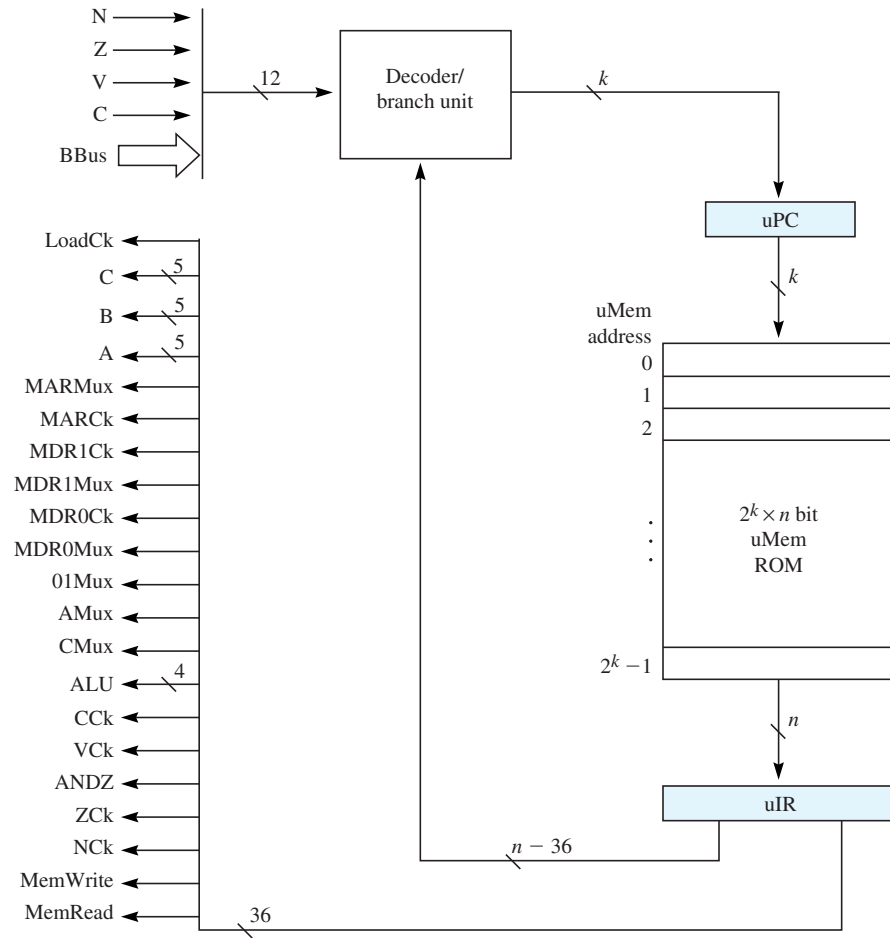 N
Z
V
C
BBus
12
Decoder/
branch unit
k
uPC
k
LoadCk
C
5
B
5
A
5
MARMux
MARCk
MDR1Ck
MDR1Mux
MDR0Ck
MDR0Mux
01Mux
AMux
CMux
ALU
4
CCk
VCk
ANDZ
ZCk
NCk
MemWrite
MemRead
36
n − 36
uMem
address
0
1
2
2^k × n bit
uMem
ROM
2^k − 1
n
uIR